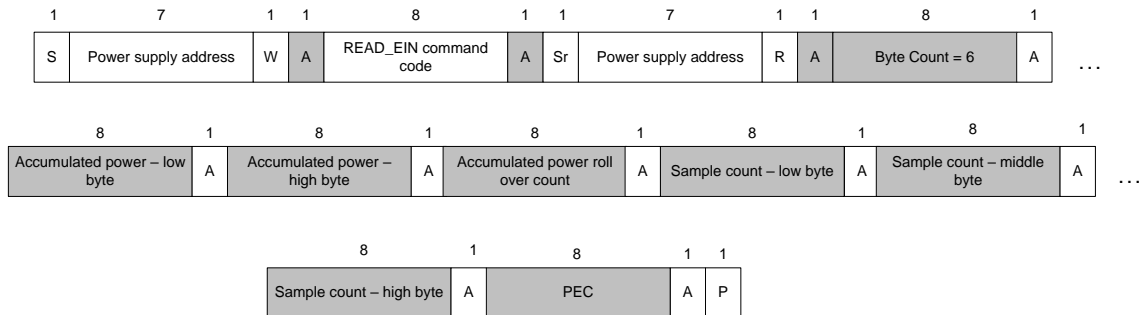 1 7 1 1 8 1 1 7 1 1 8 1
S Power supply address W A READ_EIN command code A Sr Power supply address R A Byte Count = 6 A ...
8 1 8 1 8 1 8 1 8 1
Accumulated power – low byte A Accumulated power – high byte A Accumulated power roll over count A Sample count – low byte A Sample count – middle byte A ...
8 1 8 1 1
Sample count – high byte A PEC A P